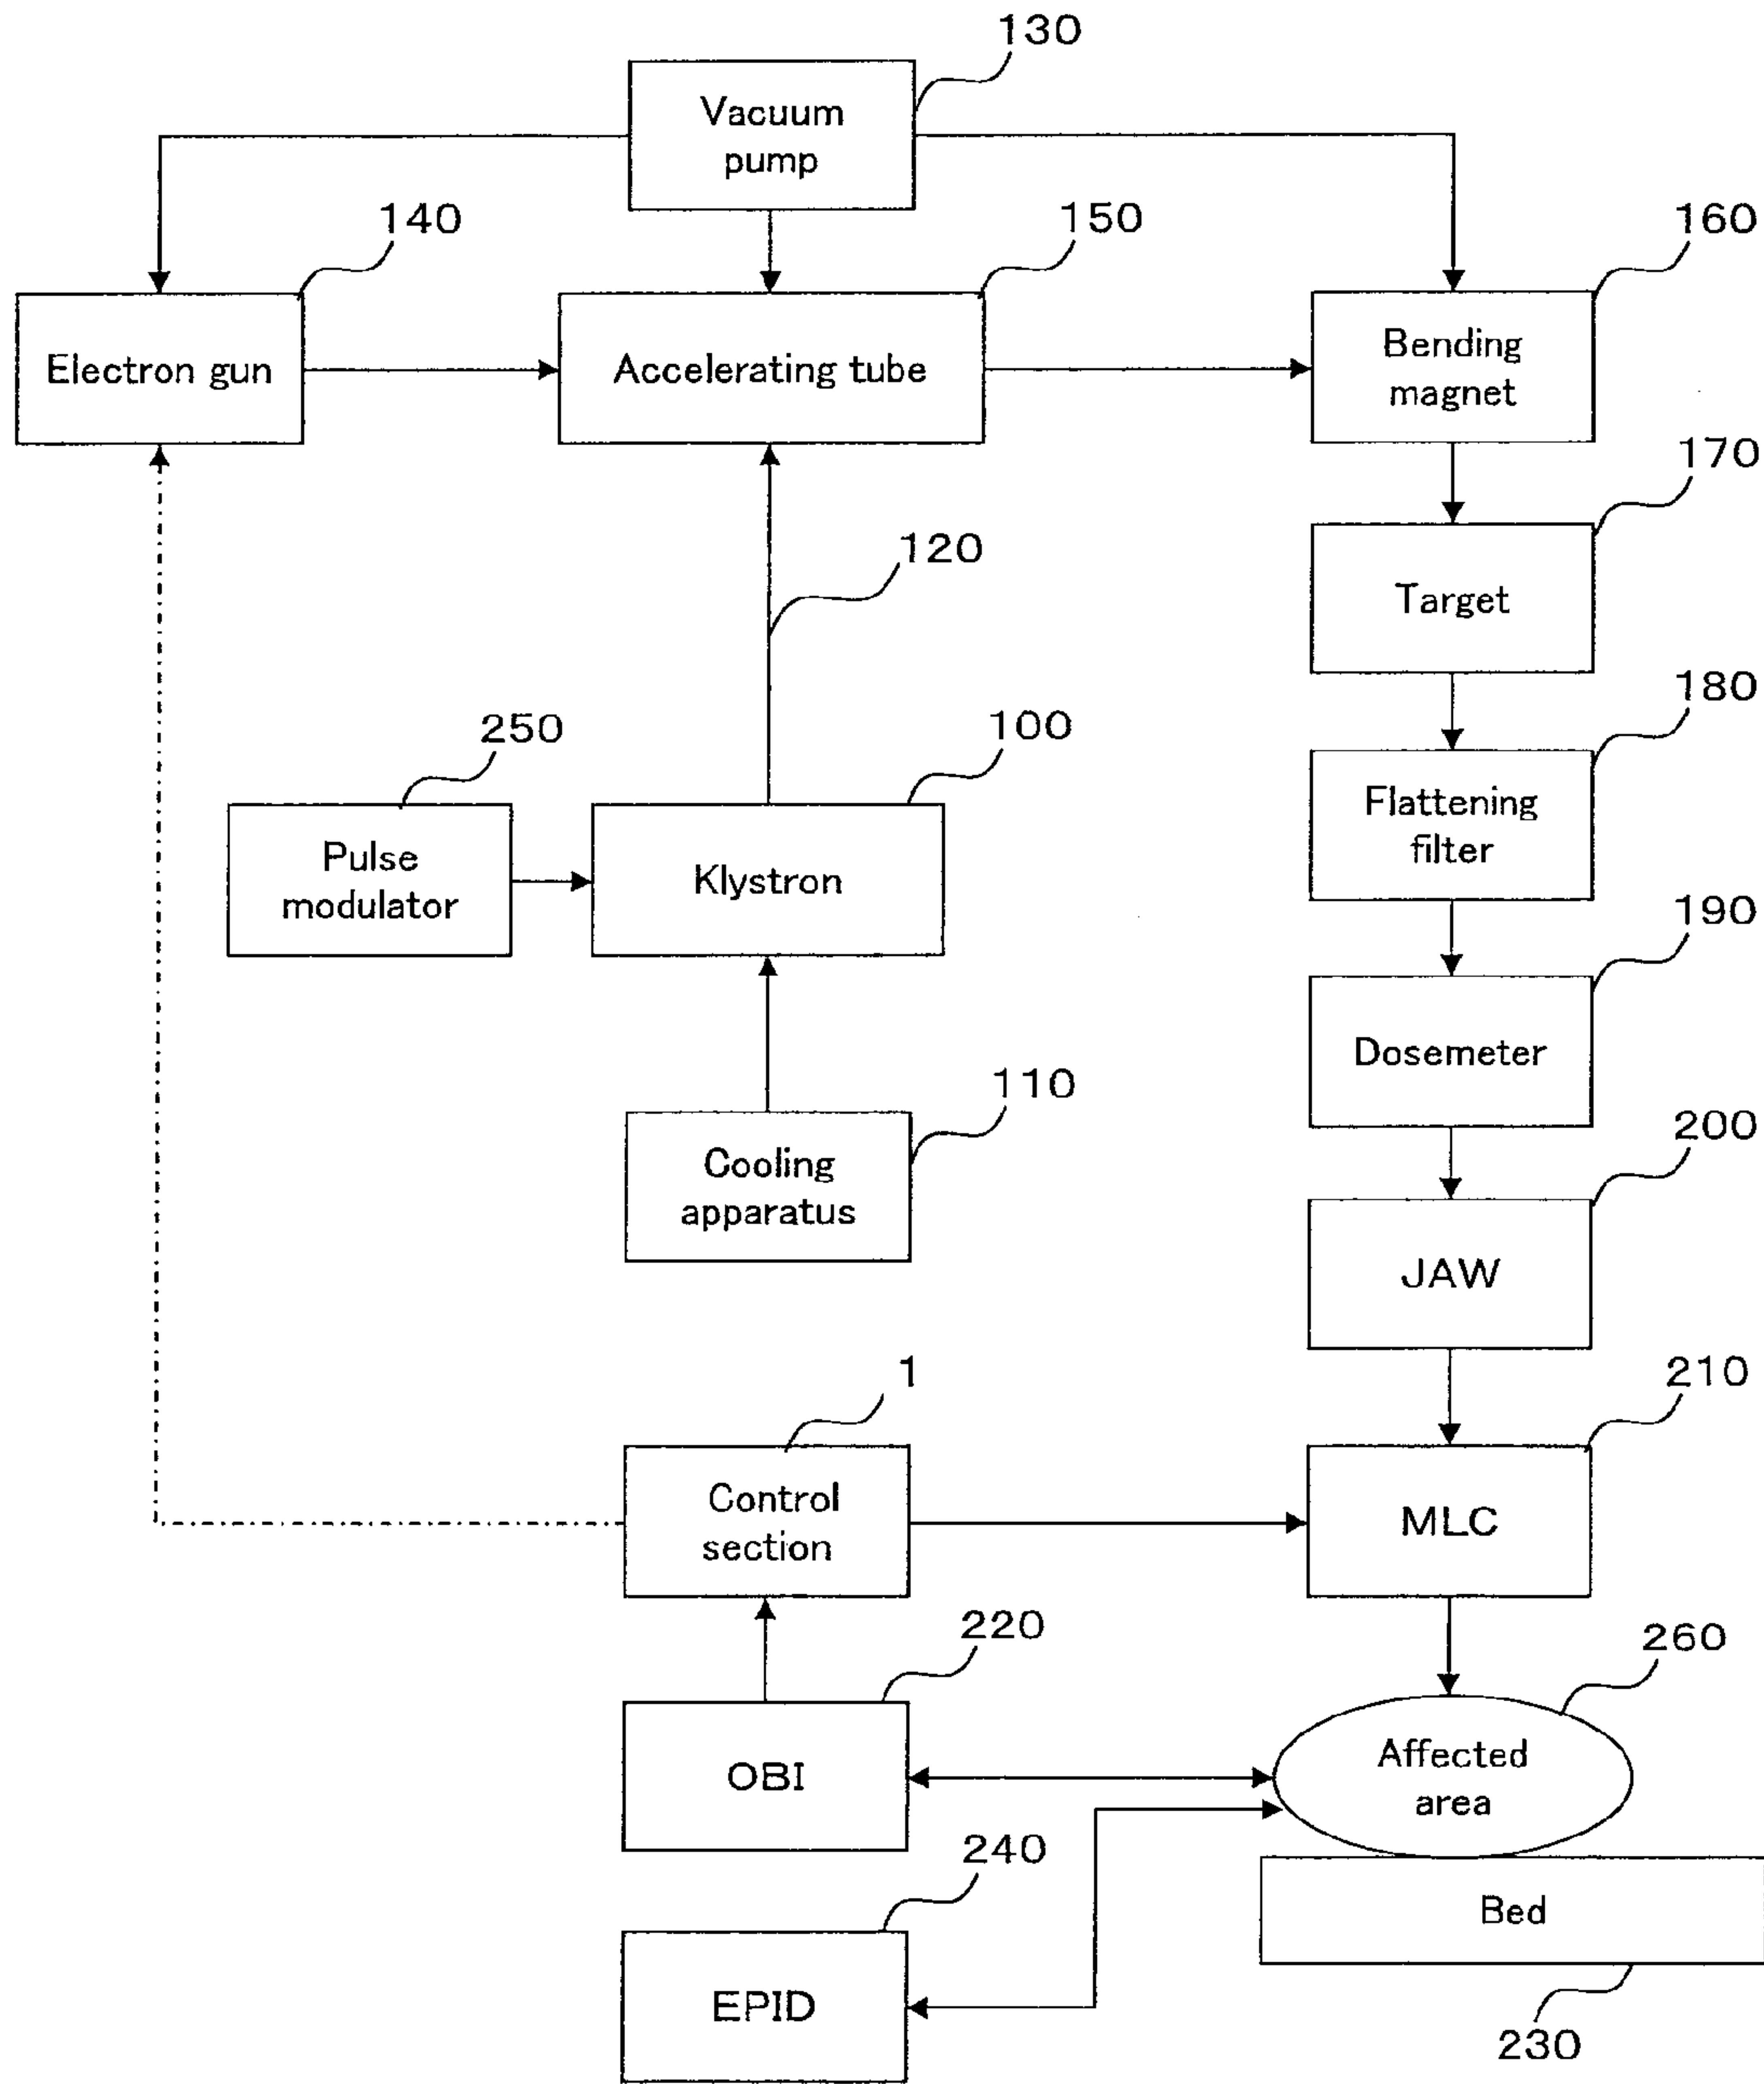 130
Vacuum
pump
140
150
160
Electron gun
Accelerating tube
Bending
magnet
170
120
Target
180
250
100
Flattening
filter
Pulse
modulator
Klystron
190
Dosemeter
110
200
Cooling
apparatus
JAW
1
210
Control
section
MLC
220
260
OBI
Affected
area
240
Bed
EPID
230